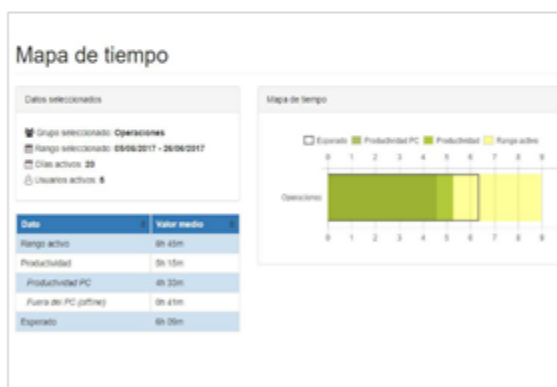 Mapa de tiempo
Datos seleccionados
Grupo seleccionado: Operaciones
Rango seleccionado: 05/06/2017 - 26/06/2017
Días activos: 20
Usuarios activos: 5
Dato Valor medio
Rango activo 8h 45m
Productividad 5h 15m
Productividad PC 4h 33m
Fuera del PC (offline) 0h 41m
Esperado 6h 09m
Mapa de tiempo
Esperado Productividad PC Productividad Rango activo
0 1 2 3 4 5 6 7 8 9
Operaciones
0 1 2 3 4 5 6 7 8 9